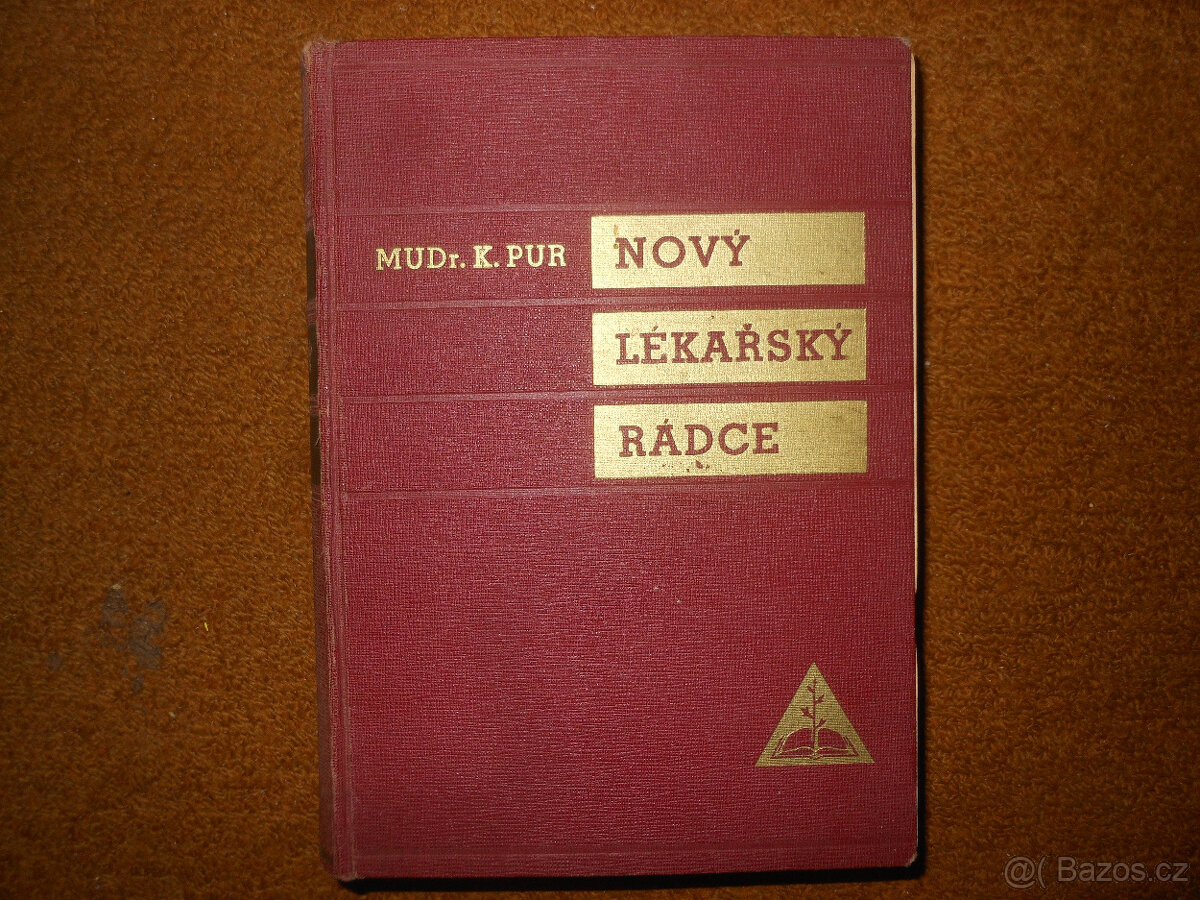 MUDr. K. PUR NOVÝ
LÉKAŘSKÝ
RÁDCE
@( Bazos.cz